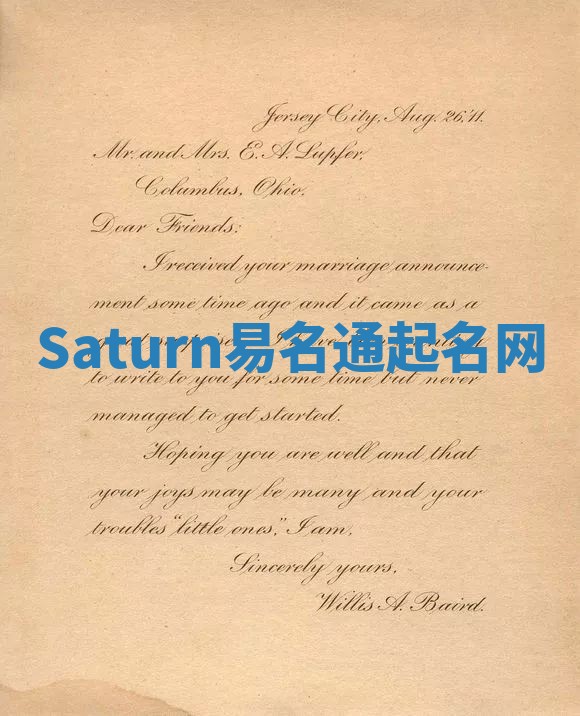 Jersey City, Aug. 26,'11.
Mr. and Mrs. E. A. Lupfer,
Columbus, Ohio.
Dear Friends:
I received your marriage announce-
ment some time ago and it came as a
Saturn易名通起名网
to write to you for some time but never
managed to get started.
Hoping you are well and that
your joys may be many and your
troubles "little ones," I am,
Sincerely yours,
Willis A. Baird.